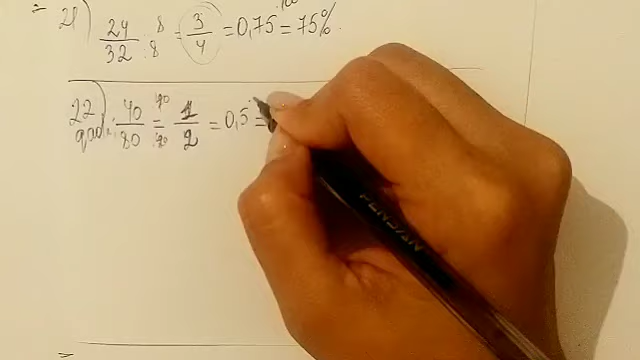 = 21) 24/32 :8/:8 = 3/4 = 0,75 = 75%
22) 40/80 :40/:40 = 1/2 = 0,5 =
PENSAN
=